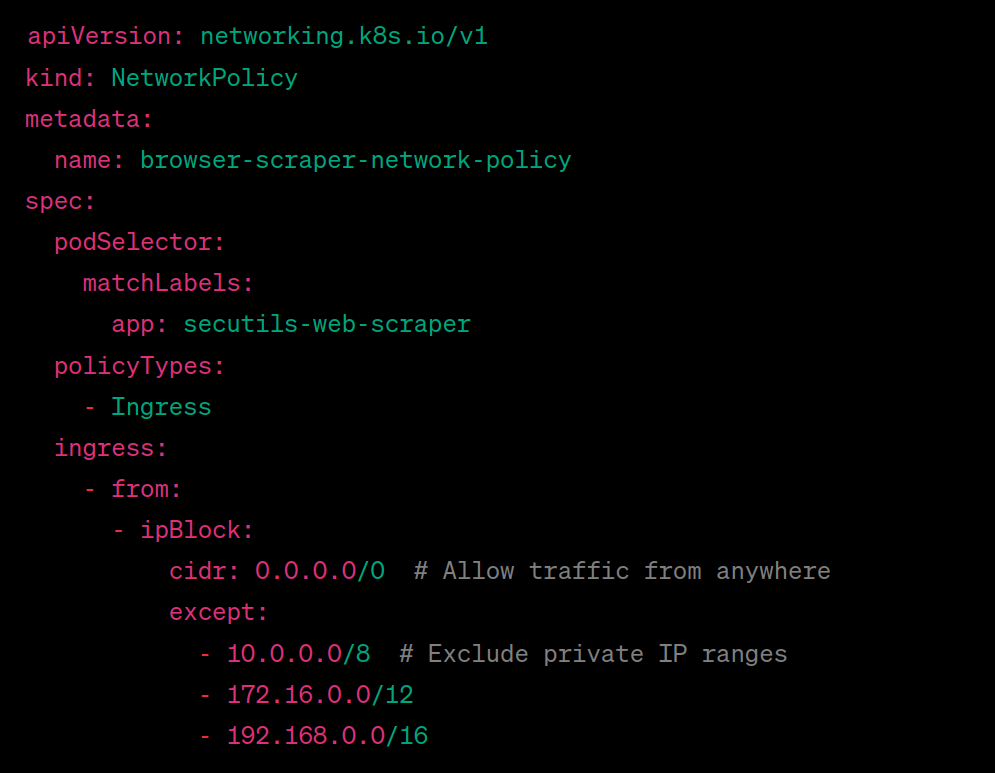 apiVersion: networking.k8s.io/v1
kind: NetworkPolicy
metadata:
  name: browser-scraper-network-policy
spec:
  podSelector:
    matchLabels:
      app: secutils-web-scraper
  policyTypes:
    - Ingress
  ingress:
    - from:
      - ipBlock:
          cidr: 0.0.0.0/0  # Allow traffic from anywhere
          except:
            - 10.0.0.0/8  # Exclude private IP ranges
            - 172.16.0.0/12
            - 192.168.0.0/16